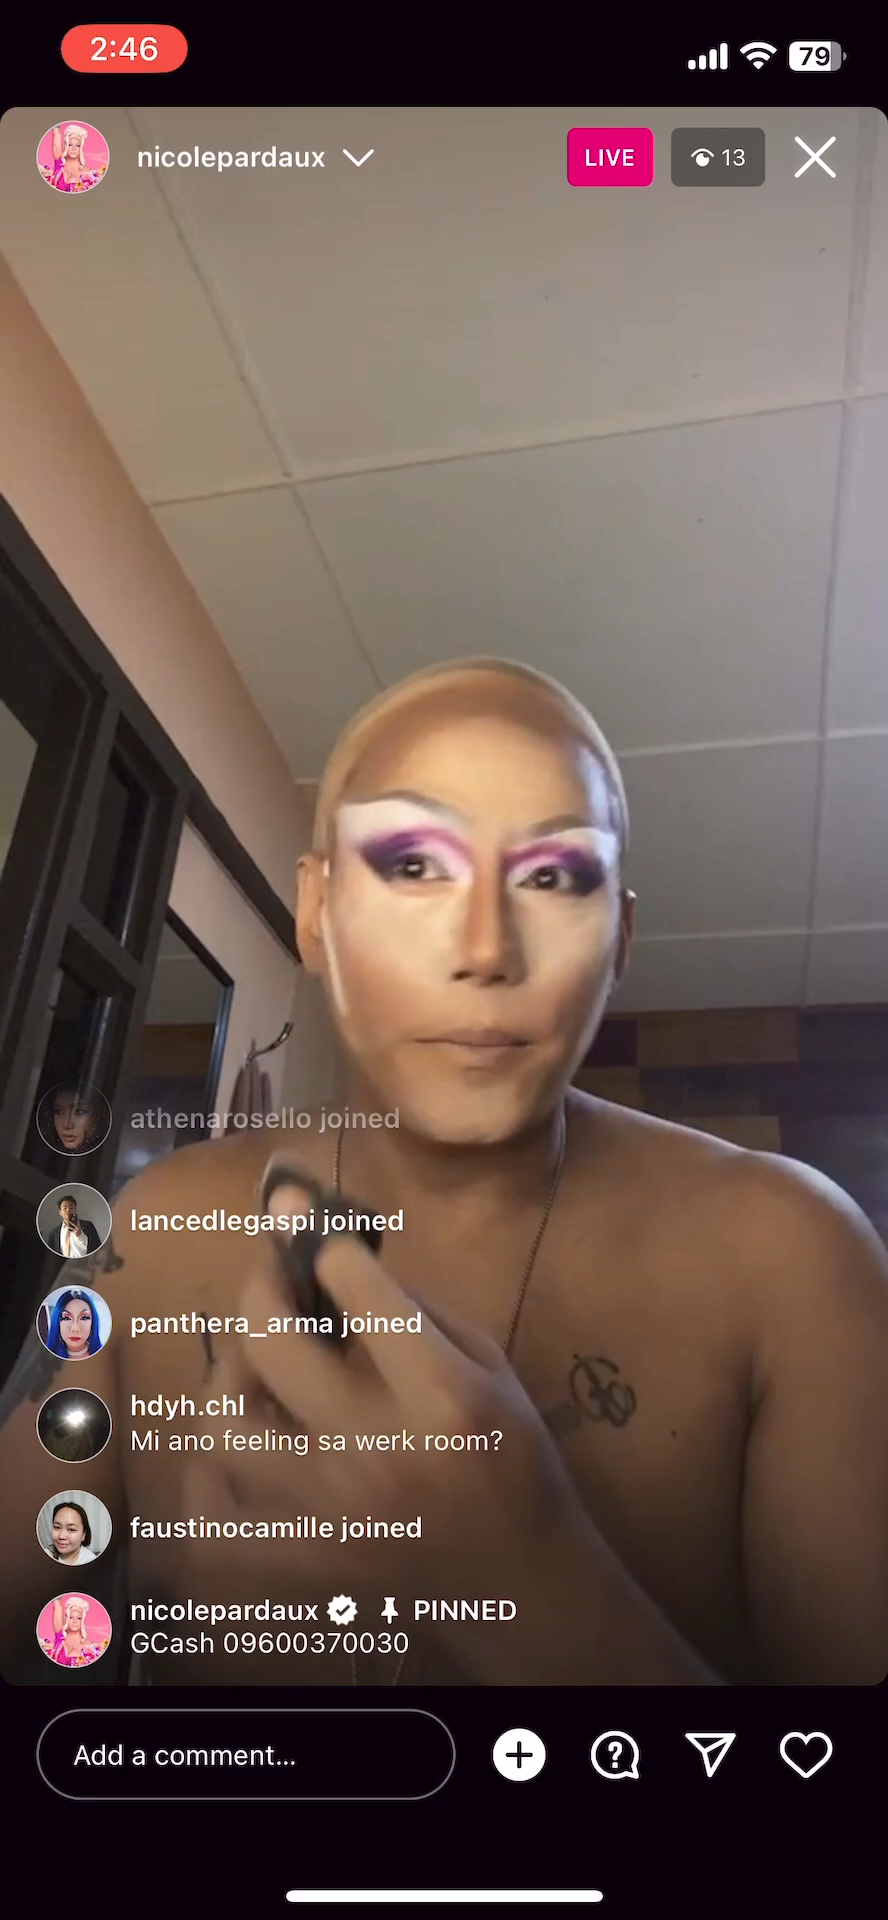 2:46
79
nicolepardaux
LIVE
13
athenarosello joined
lancedlegaspi joined
panthera_arma joined
hdyh.chl
Mi ano feeling sa werk room?
faustinocamille joined
nicolepardaux PINNED
GCash 09600370030
Add a comment...